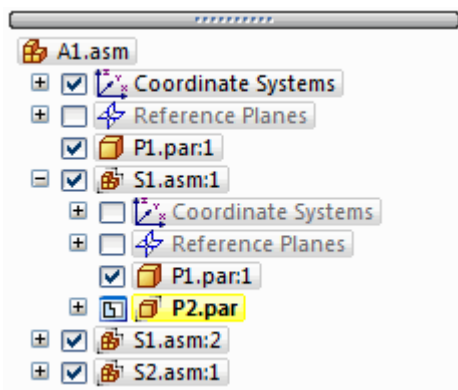 A1.asm
Coordinate Systems
Reference Planes
P1.par:1
S1.asm:1
Coordinate Systems
Reference Planes
P1.par:1
P2.par
S1.asm:2
S2.asm:1